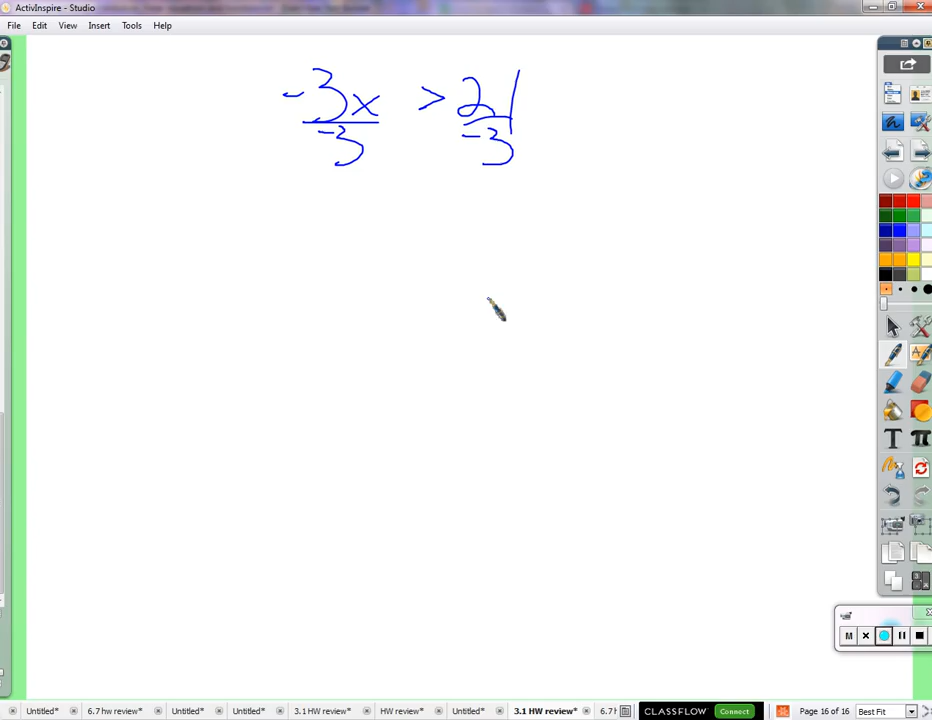 ActivInspire - Studio
File Edit View Insert Tools Help
-3x > 21
-3 -3
Untitled* 6.7 hw review* Untitled* Untitled* 3.1 HW review* HW review* Untitled* 3.1 HW review* 6.7 h CLASSFLOW Connect Page 16 of 16 Best Fit